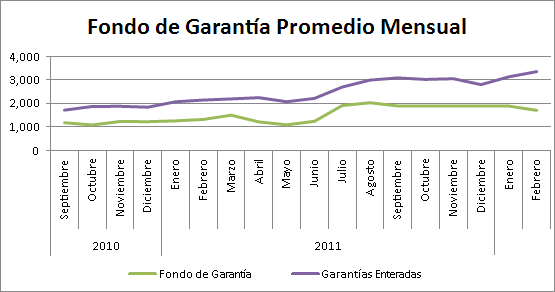 Fondo de Garantía Promedio Mensual
4,000
3,000
2,000
1,000
0
Septiembre
Octubre
Noviembre
Diciembre
Enero
Febrero
Marzo
Abril
Mayo
Junio
Julio
Agosto
Septiembre
Octubre
Noviembre
Diciembre
Enero
Febrero
2010
2011
Fondo de Garantía
Garantías Enteradas